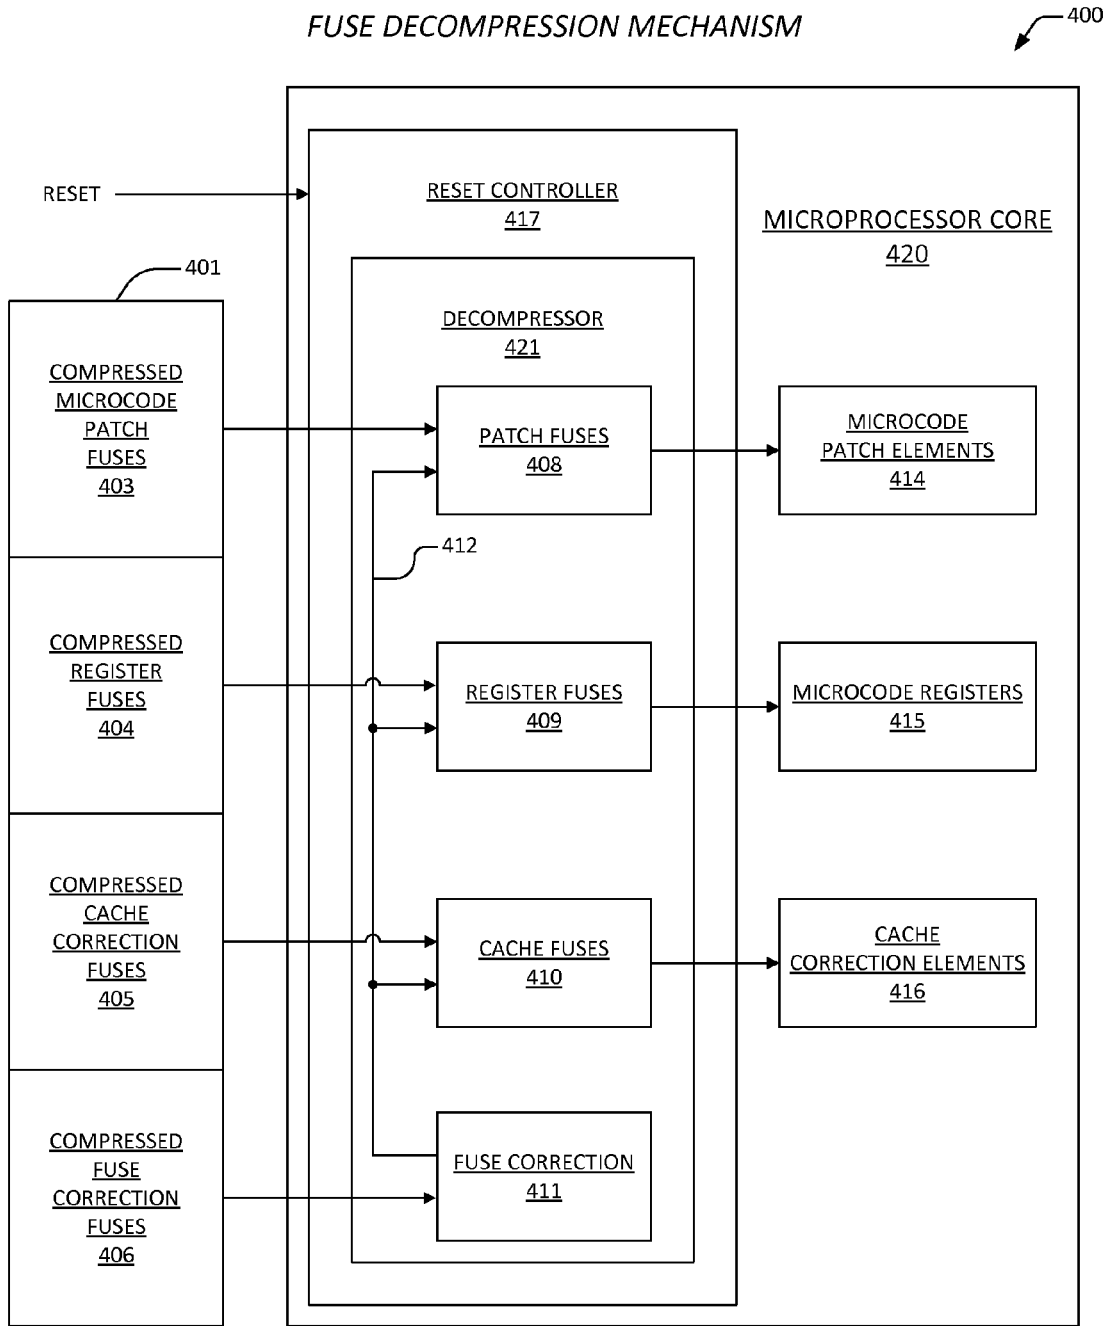 FUSE DECOMPRESSION MECHANISM
400
RESET
RESET CONTROLLER
417
MICROPROCESSOR CORE
420
401
DECOMPRESSOR
421
COMPRESSED
MICROCODE
PATCH
FUSES
403
PATCH FUSES
408
MICROCODE
PATCH ELEMENTS
414
412
COMPRESSED
REGISTER
FUSES
404
REGISTER FUSES
409
MICROCODE REGISTERS
415
COMPRESSED
CACHE
CORRECTION
FUSES
405
CACHE FUSES
410
CACHE
CORRECTION ELEMENTS
416
COMPRESSED
FUSE
CORRECTION
FUSES
406
FUSE CORRECTION
411